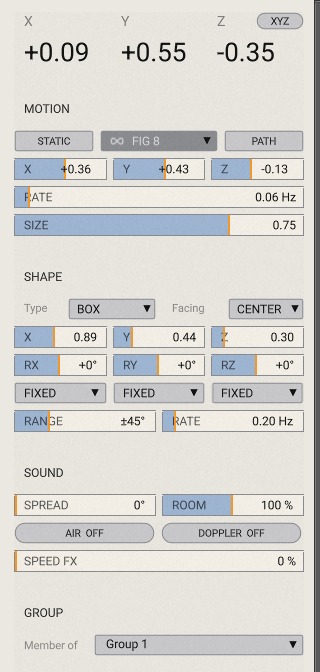 X Y Z XYZ
+0.09 +0.55 -0.35
MOTION
STATIC ∞ FIG 8 ▼ PATH
X +0.36 Y +0.43 Z -0.13
RATE 0.06 Hz
SIZE 0.75
SHAPE
Type BOX ▼ Facing CENTER ▼
X 0.89 Y 0.44 Z 0.30
RX +0° RY +0° RZ +0°
FIXED ▼ FIXED ▼ FIXED ▼
RANGE ±45° RATE 0.20 Hz
SOUND
SPREAD 0° ROOM 100 %
AIR OFF DOPPLER OFF
SPEED FX 0 %
GROUP
Member of Group 1 ▼